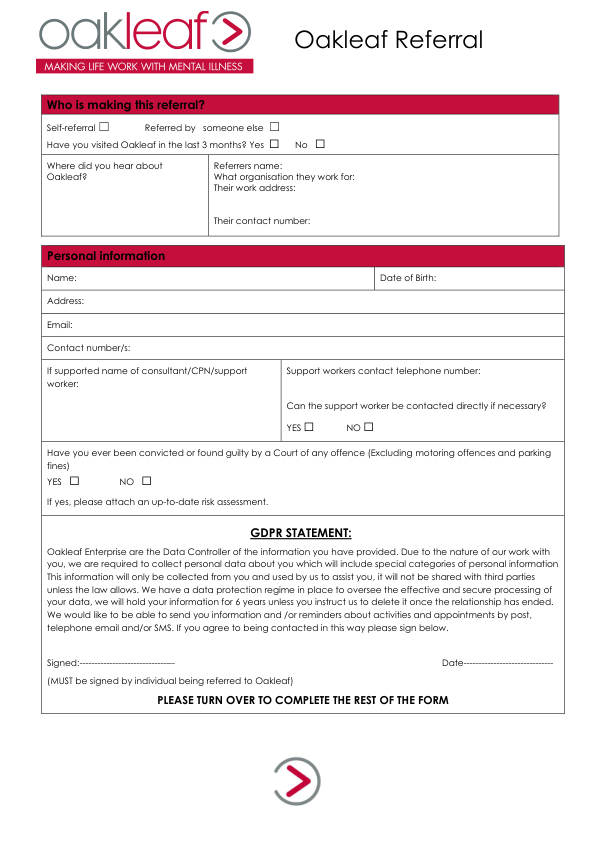 oakleaf
MAKING LIFE WORK WITH MENTAL ILLNESS
Oakleaf Referral
Who is making this referral?
Self-referral ☐ Referred by someone else ☐
Have you visited Oakleaf in the last 3 months? Yes ☐ No ☐
Where did you hear about
Oakleaf?
Referrers name:
What organisation they work for:
Their work address:
Their contact number:
Personal information
Name:
Date of Birth:
Address:
Email:
Contact number/s:
If supported name of consultant/CPN/support
worker:
Support workers contact telephone number:
Can the support worker be contacted directly if necessary?
YES ☐ NO ☐
Have you ever been convicted or found guilty by a Court of any offence (Excluding motoring offences and parking
fines)
YES ☐ NO ☐
If yes, please attach an up-to-date risk assessment.
GDPR STATEMENT:
Oakleaf Enterprise are the Data Controller of the information you have provided. Due to the nature of our work with
you, we are required to collect personal data about you which will include special categories of personal information
This information will only be collected from you and used by us to assist you, it will not be shared with third parties
unless the law allows. We have a data protection regime in place to oversee the effective and secure processing of
your data, we will hold your information for 6 years unless you instruct us to delete it once the relationship has ended.
We would like to be able to send you information and /or reminders about activities and appointments by post,
telephone email and/or SMS. If you agree to being contacted in this way please sign below.
Signed:-------------------------------- Date------------------------------
(MUST be signed by individual being referred to Oakleaf)
PLEASE TURN OVER TO COMPLETE THE REST OF THE FORM